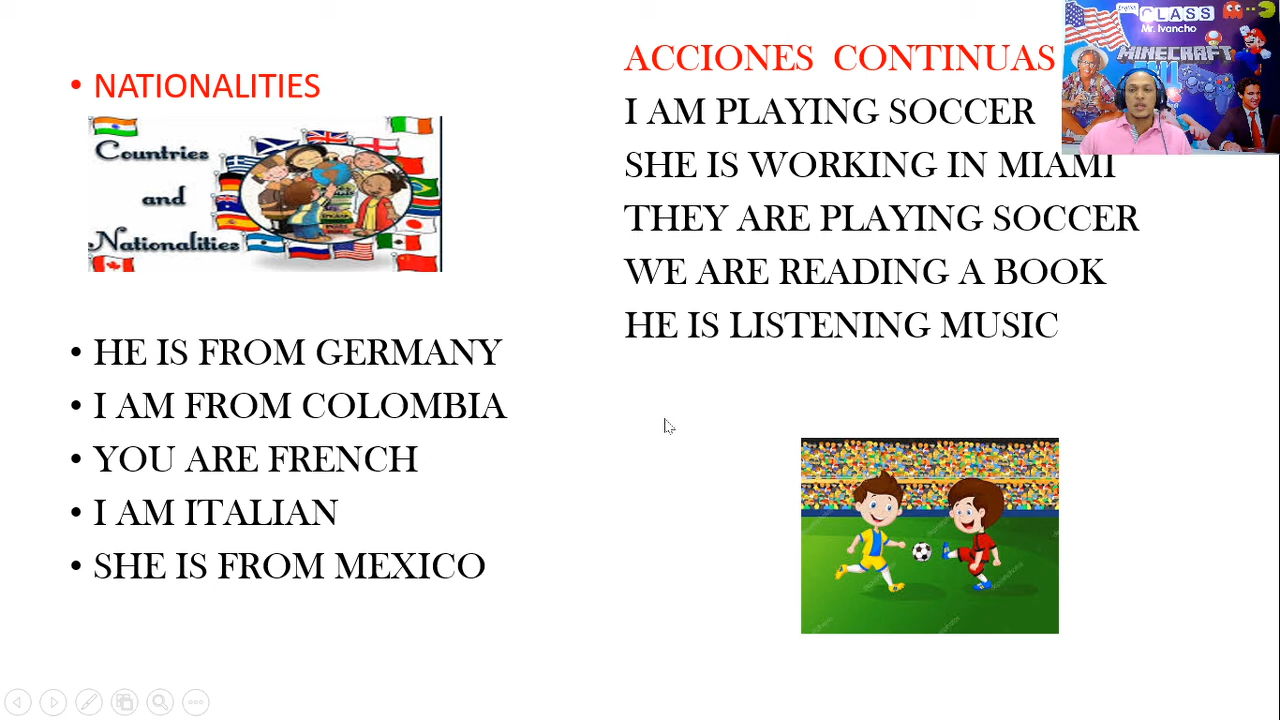 NATIONALITIES
Countries
and
Nationalities
HE IS FROM GERMANY
I AM FROM COLOMBIA
YOU ARE FRENCH
I AM ITALIAN
SHE IS FROM MEXICO
ACCIONES CONTINUAS
I AM PLAYING SOCCER
SHE IS WORKING IN MIAMI
THEY ARE PLAYING SOCCER
WE ARE READING A BOOK
HE IS LISTENING MUSIC
English
CLASS
Mr. Ivancho
MINECRAFT